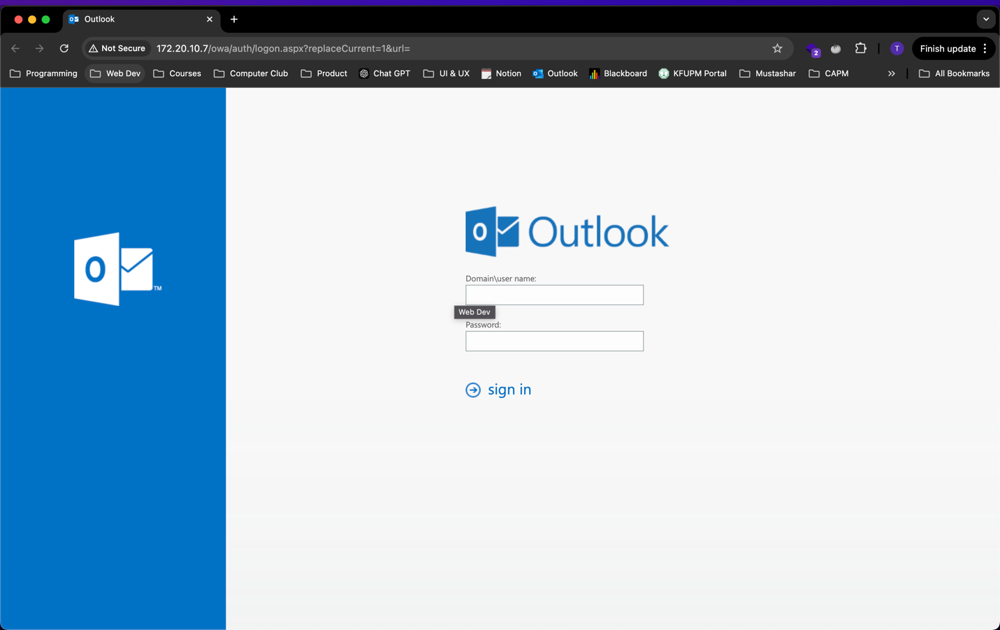 Outlook
Not Secure 172.20.10.7/owa/auth/logon.aspx?replaceCurrent=1&url= 2 T Finish update
Programming Web Dev Courses Computer Club Product Chat GPT UI & UX Notion Outlook Blackboard KFUPM Portal Mustashar CAPM All Bookmarks
O TM
O Outlook
Domain\user name:
Web Dev
Password:
sign in